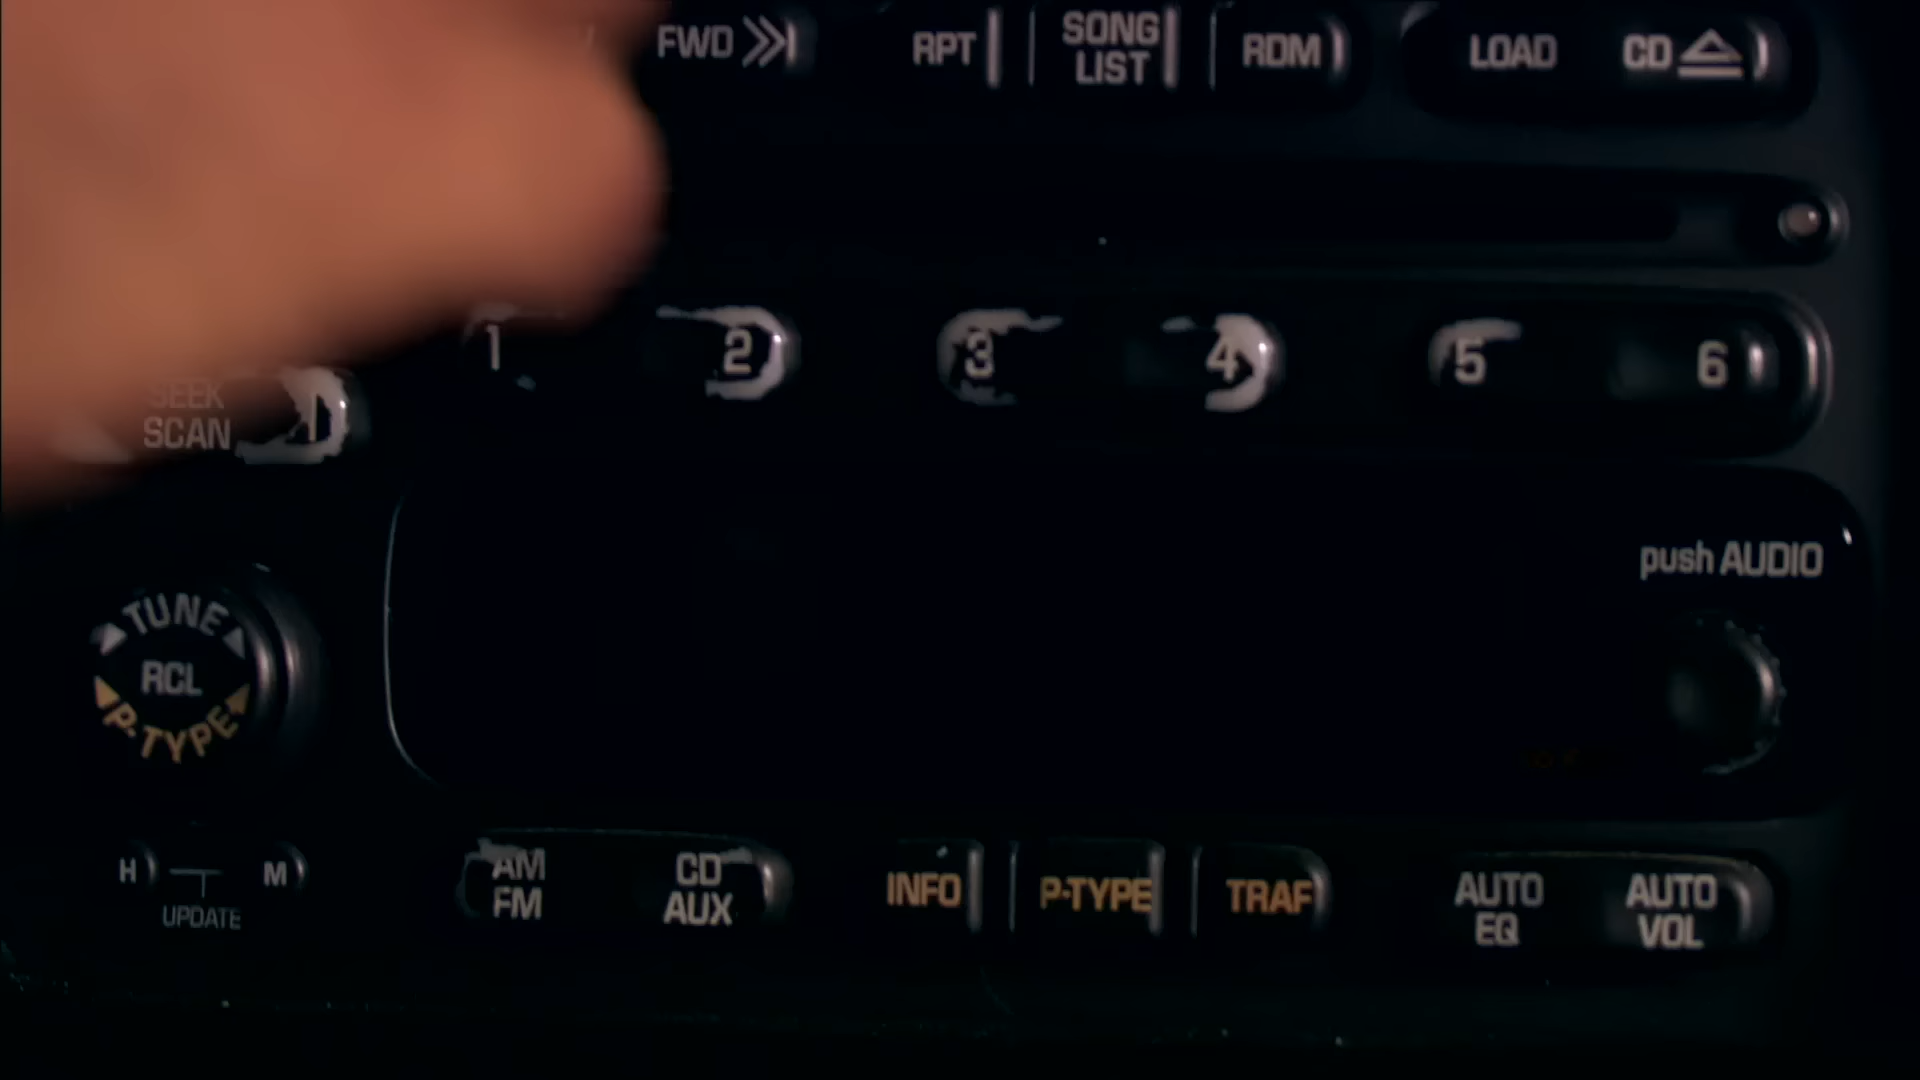 FWD
RPT
SONG
LIST
RDM
LOAD
CD
1
2
3
4
5
6
SEEK
SCAN
push AUDIO
TUNE
RCL
P-TYPE
H
M
UPDATE
AM
FM
CD
AUX
INFO
P-TYPE
TRAF
AUTO
EQ
AUTO
VOL